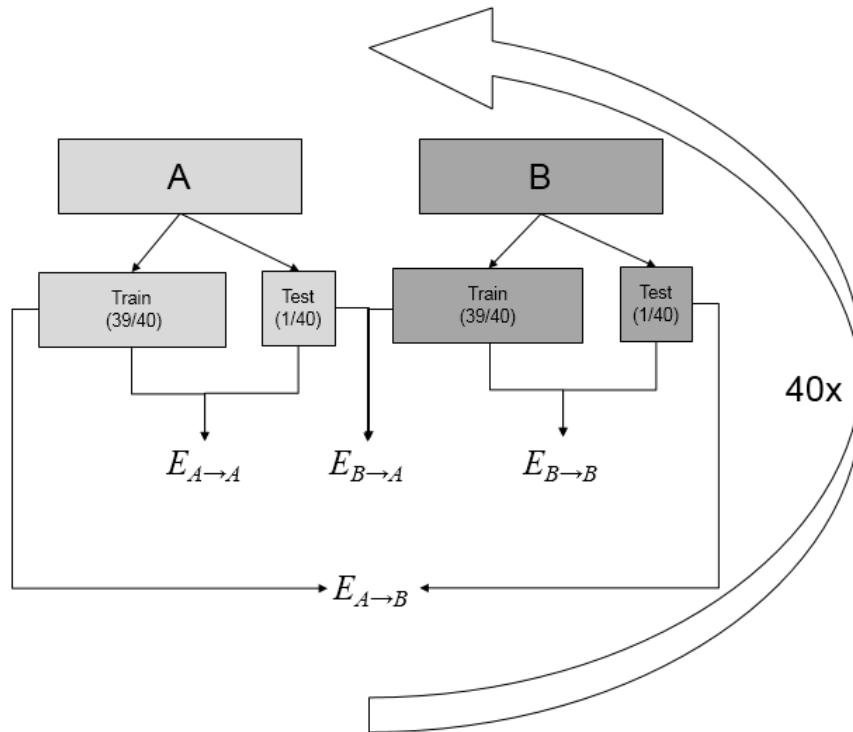 A
B
Train
(39/40)
Test
(1/40)
Train
(39/40)
Test
(1/40)
40x
E_{A→A}
E_{B→A}
E_{B→B}
E_{A→B}